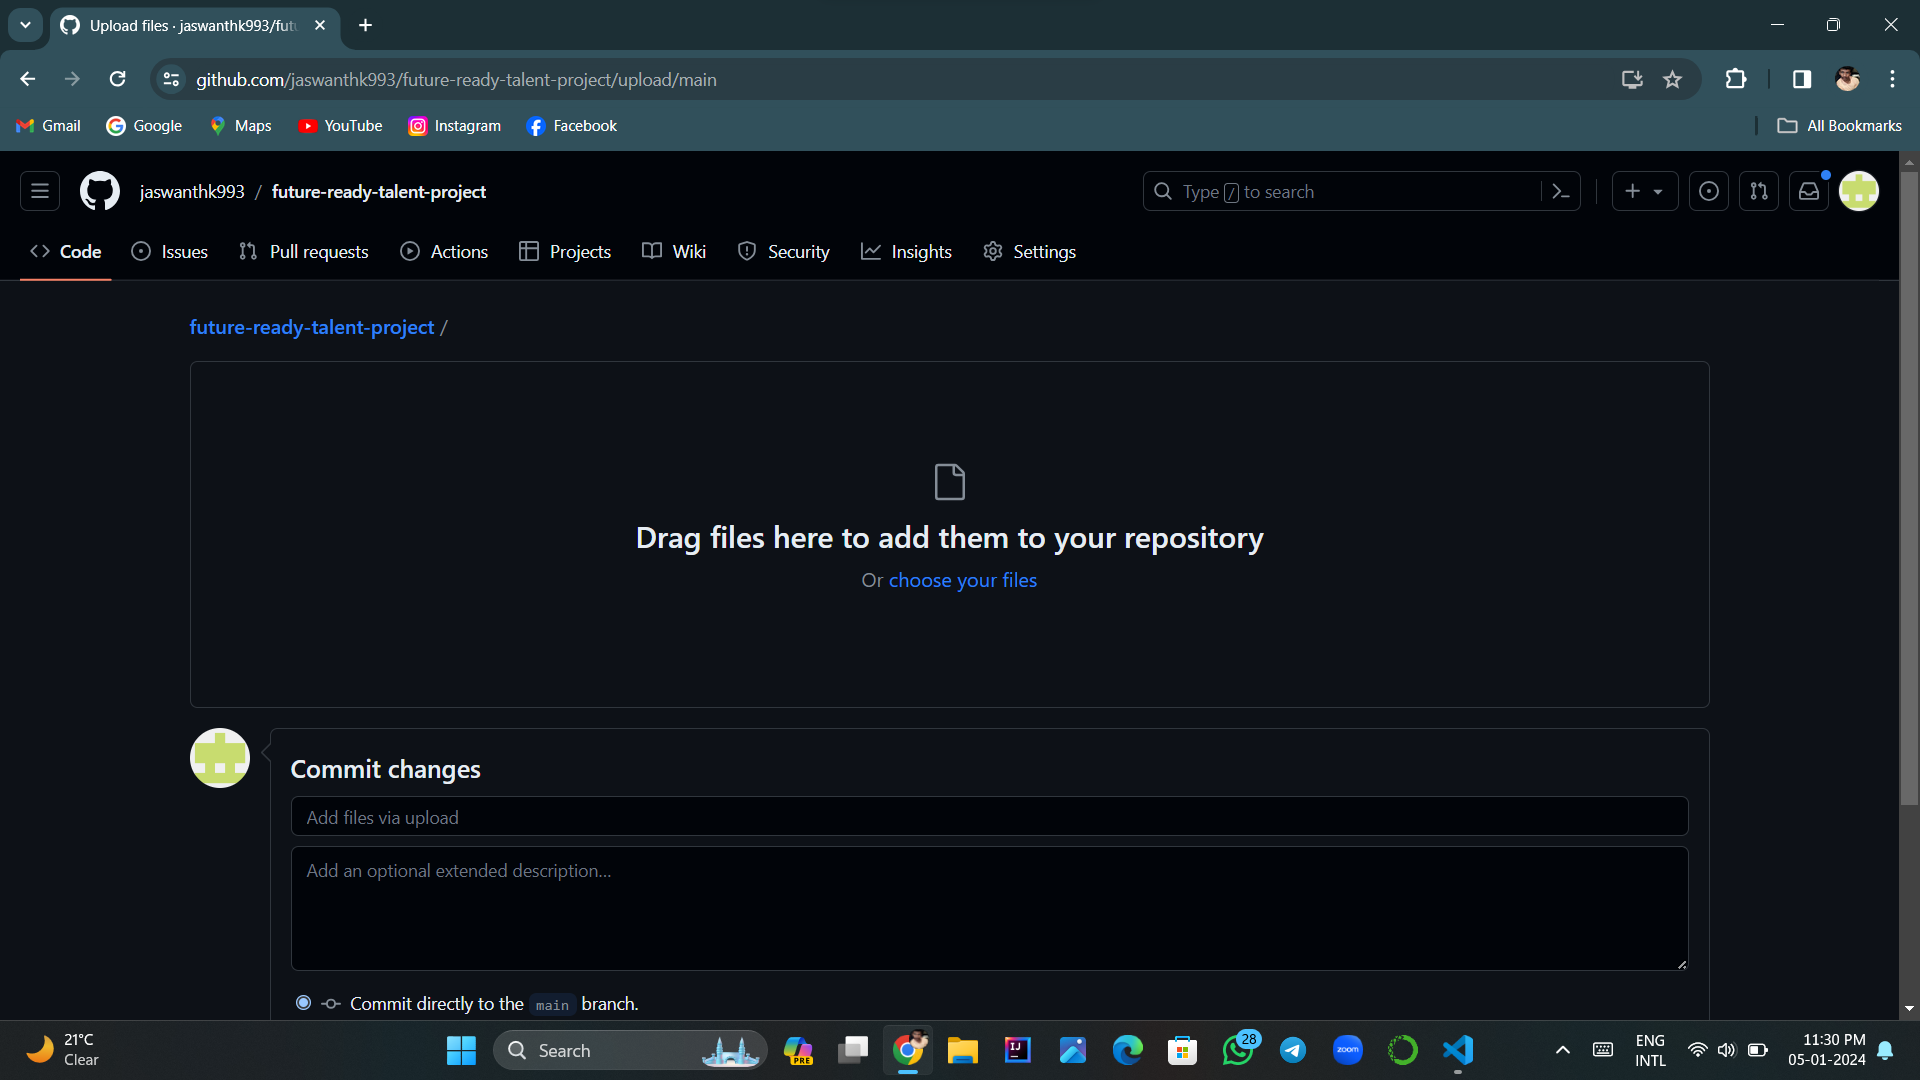 Upload files · jaswanthk993/fut
github.com/jaswanthk993/future-ready-talent-project/upload/main
Gmail Google Maps YouTube Instagram Facebook All Bookmarks
jaswanthk993 / future-ready-talent-project Type / to search
Code Issues Pull requests Actions Projects Wiki Security Insights Settings
future-ready-talent-project /
Drag files here to add them to your repository
Or choose your files
Commit changes
Add files via upload
Add an optional extended description...
Commit directly to the main branch.
21°C
Clear
Search
PRE
IJ
28
zoom
ENG
INTL
11:30 PM
05-01-2024